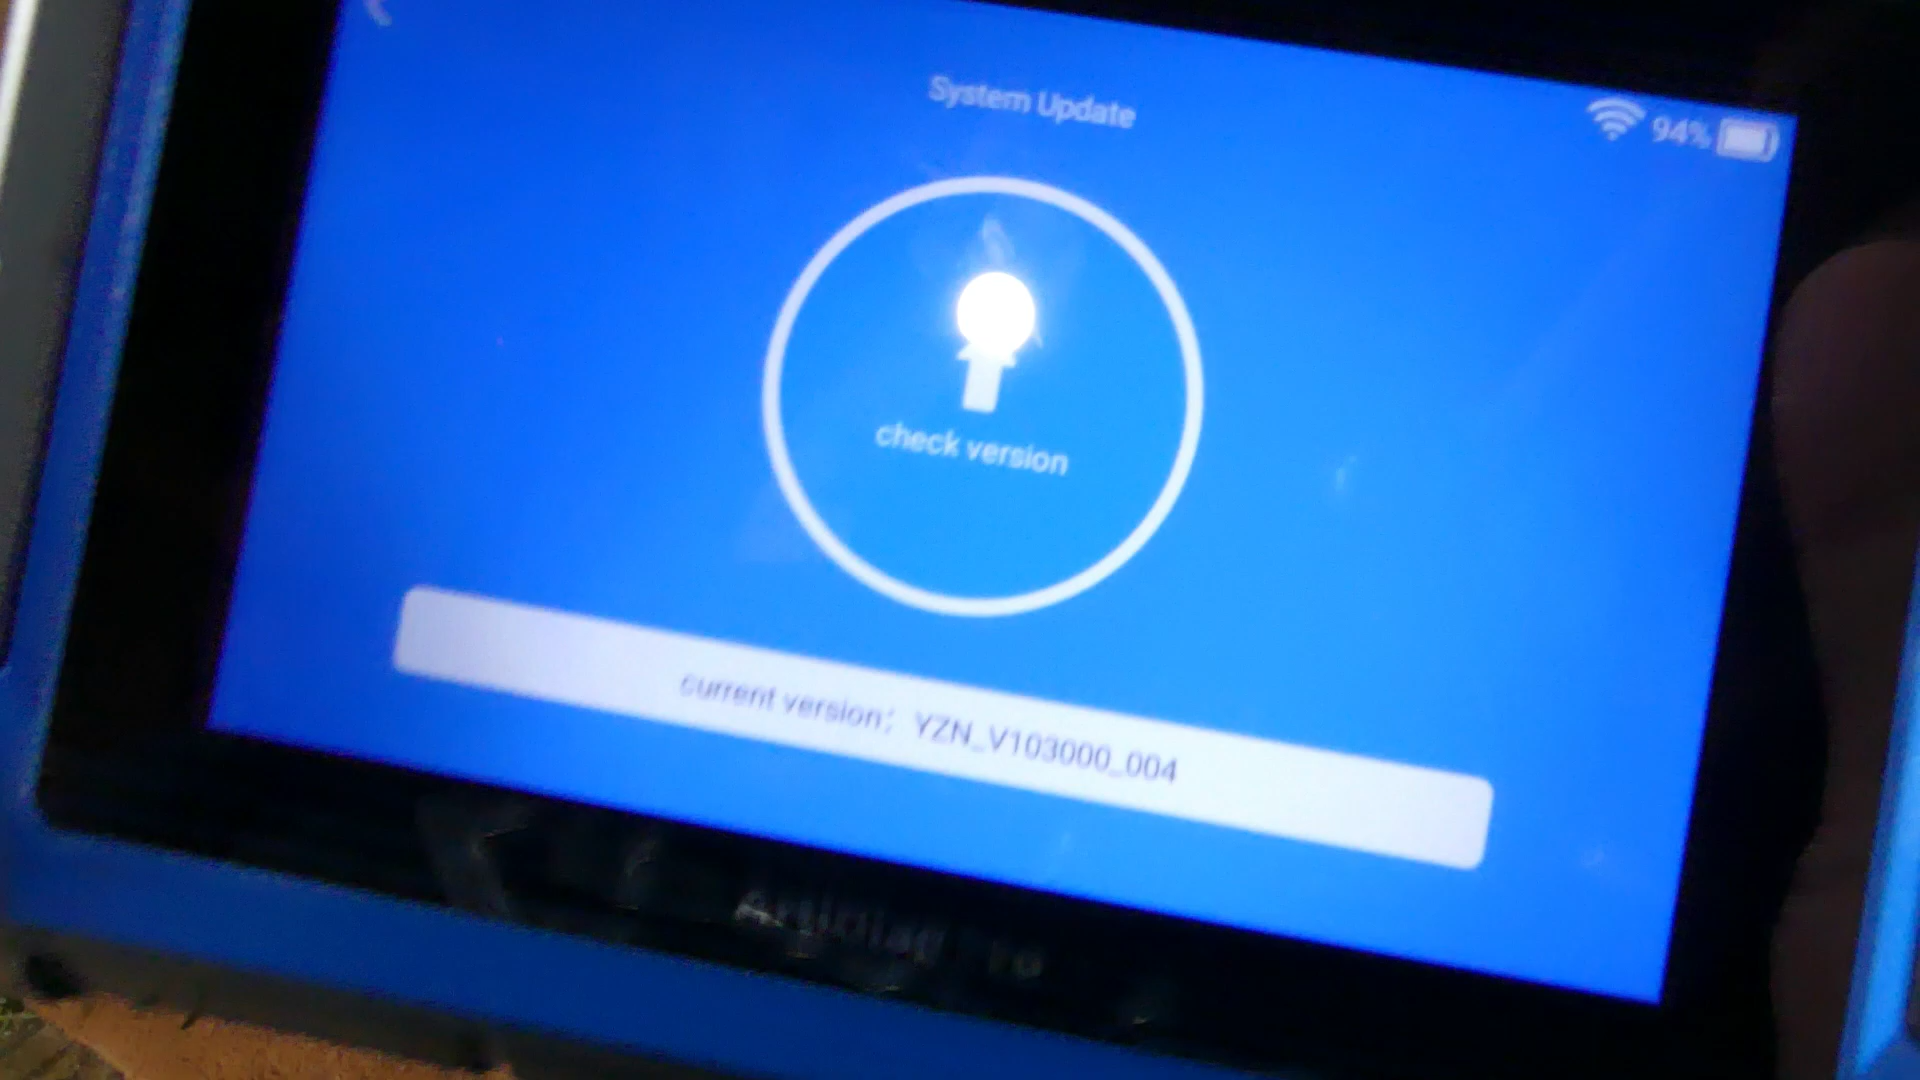 System Update
94%
check version
current version: YZN_V103000_004